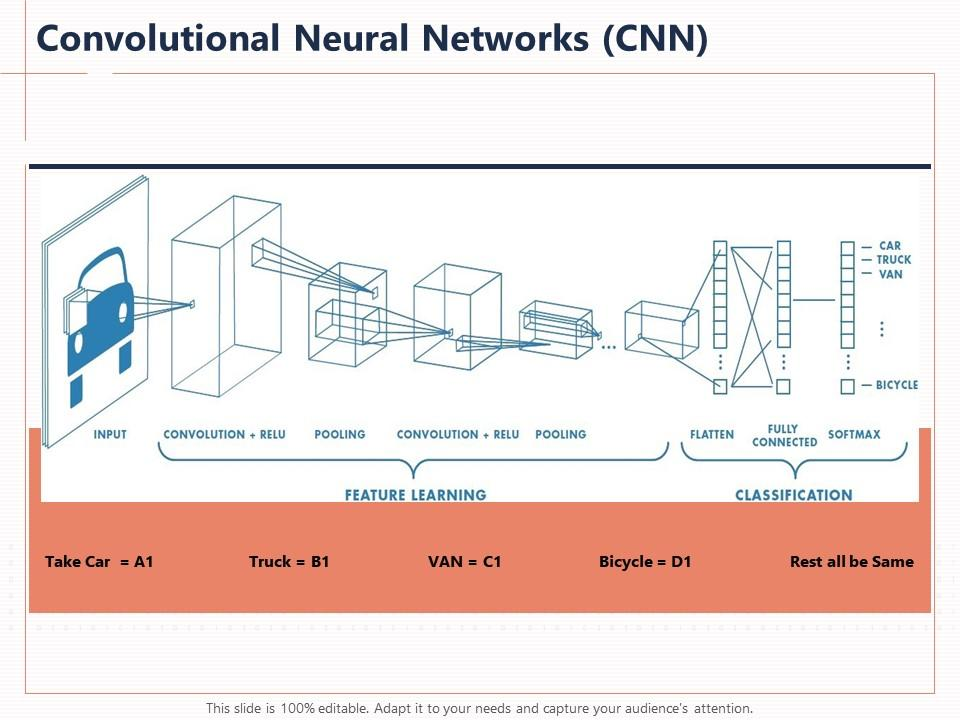 Convolutional Neural Networks (CNN)
CAR
TRUCK
VAN
BICYCLE
INPUT
CONVOLUTION + RELU
POOLING
CONVOLUTION + RELU
POOLING
FLATTEN
FULLY
CONNECTED
SOFTMAX
FEATURE LEARNING
CLASSIFICATION
Take Car = A1
Truck = B1
VAN = C1
Bicycle = D1
Rest all be Same
This slide is 100% editable. Adapt it to your needs and capture your audience's attention.